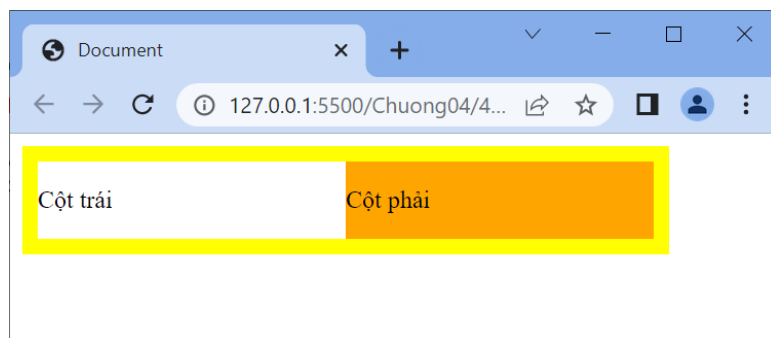 Document
127.0.0.1:5500/Chuong04/4...
Cột trái
Cột phải